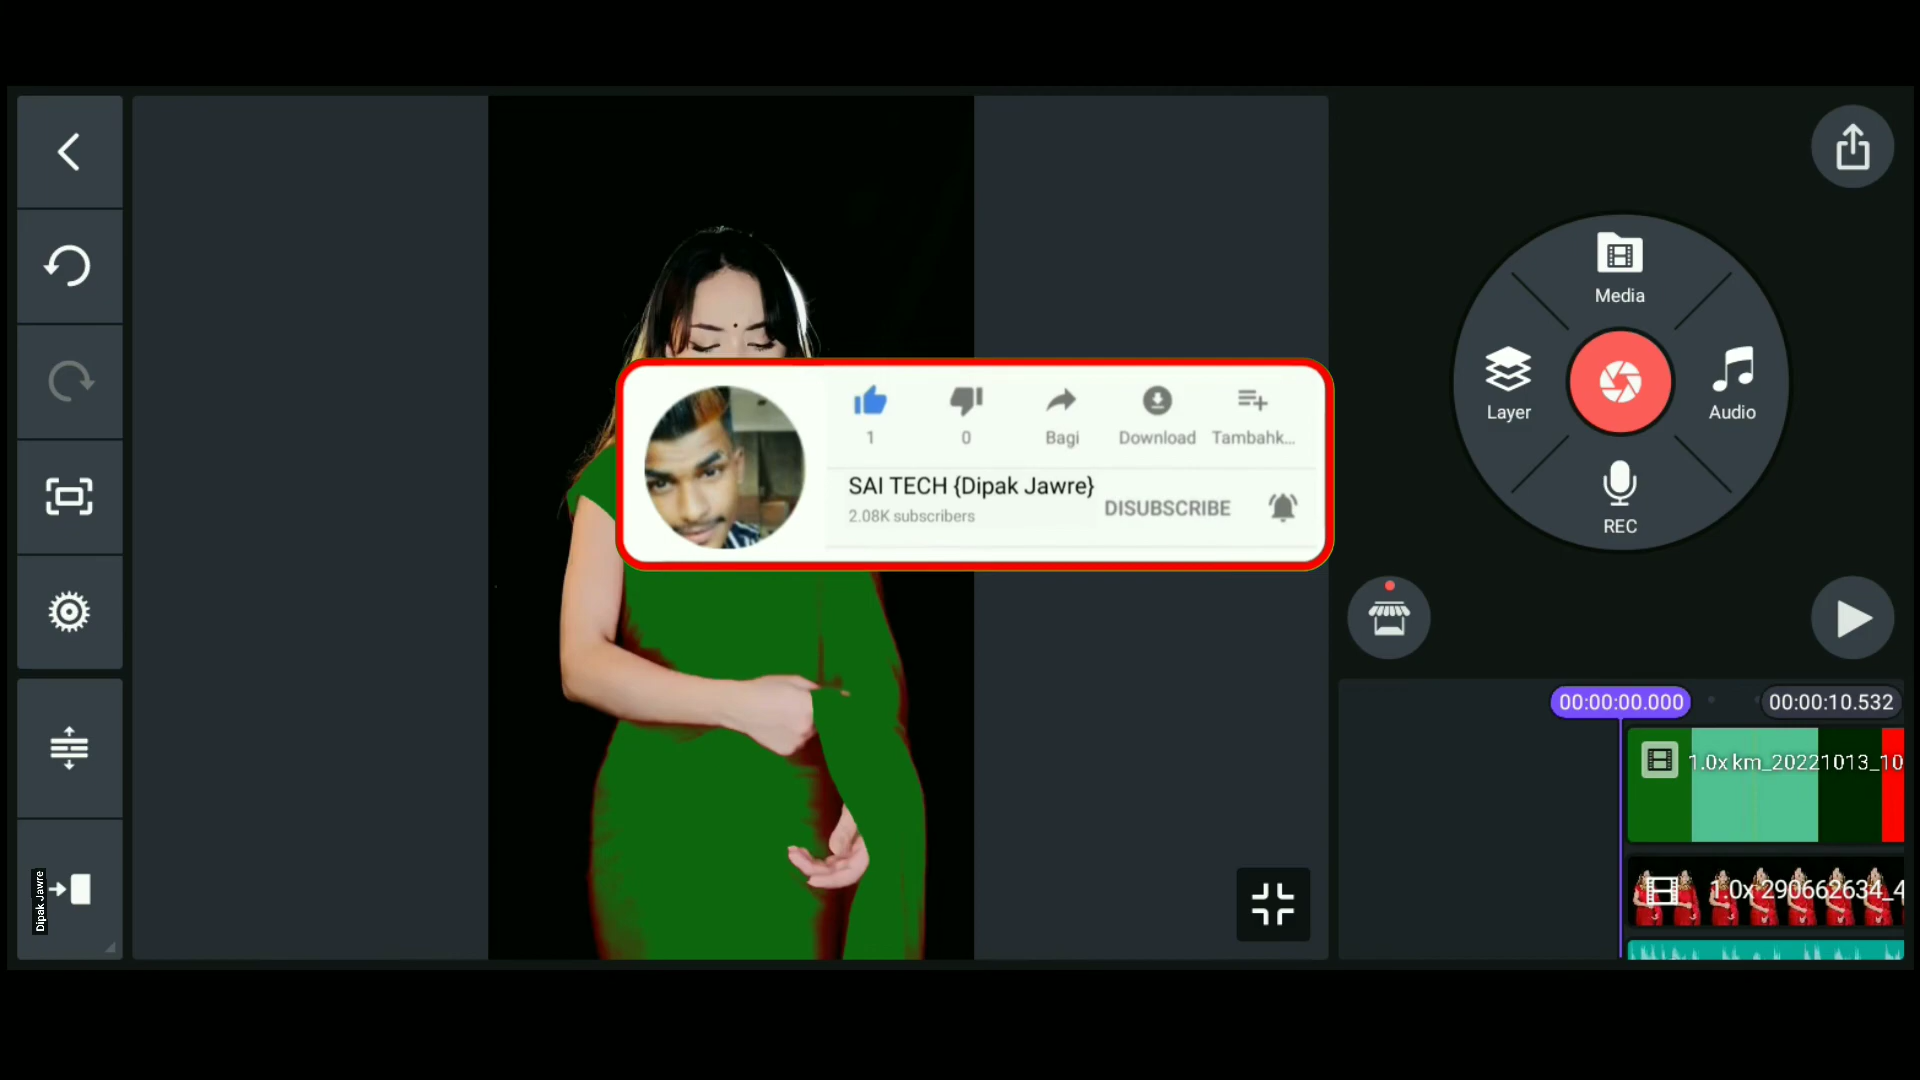 Media
Layer
Audio
REC
1
0
Bagi
Download
Tambahk...
SAI TECH {Dipak Jawre}
2.08K subscribers
DISUBSCRIBE
00:00:00.000
00:00:10.532
1.0x km_20221013_10
1.0x 290662634_4
Dipak Jawre